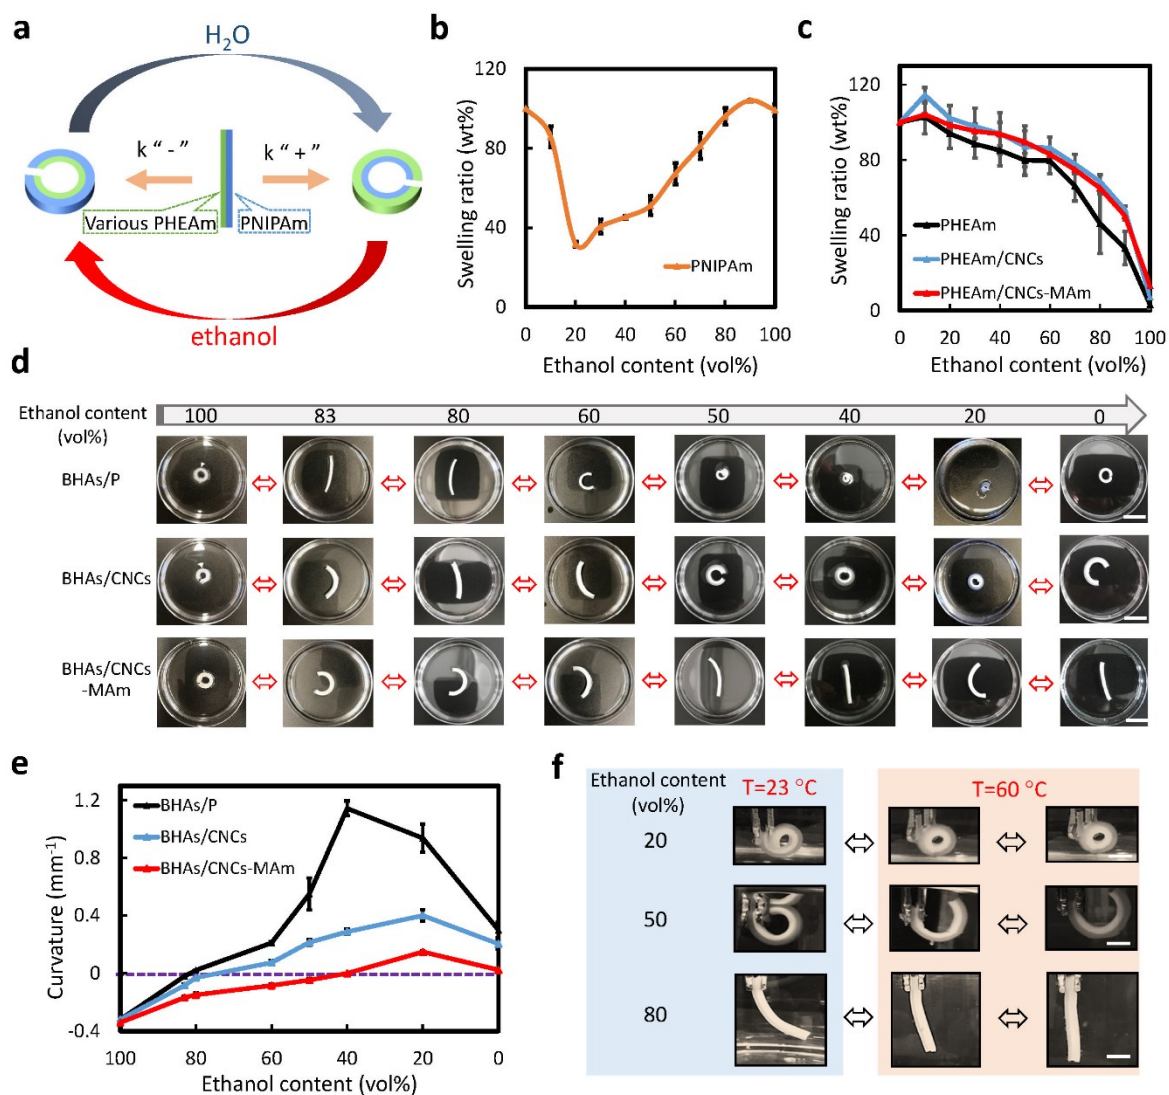 a
H₂O
k “ - ”
k “ + ”
Various PHEAm
PNIPAm
ethanol
b
Swelling ratio (wt%)
120
80
40
0
PNIPAm
0 20 40 60 80 100
Ethanol content (vol%)
c
Swelling ratio (wt%)
120
80
40
0
PHEAm
PHEAm/CNCs
PHEAm/CNCs-MAm
0 20 40 60 80 100
Ethanol content (vol%)
d
Ethanol content
(vol%)
100 83 80 60 50 40 20 0
BHAs/P
BHAs/CNCs
BHAs/CNCs
-MAm
e
Curvature (mm⁻¹)
1.2
0.8
0.4
0
-0.4
BHAs/P
BHAs/CNCs
BHAs/CNCs-MAm
100 80 60 40 20 0
Ethanol content (vol%)
f
Ethanol content
(vol%)
T=23 °C
T=60 °C
20
50
80